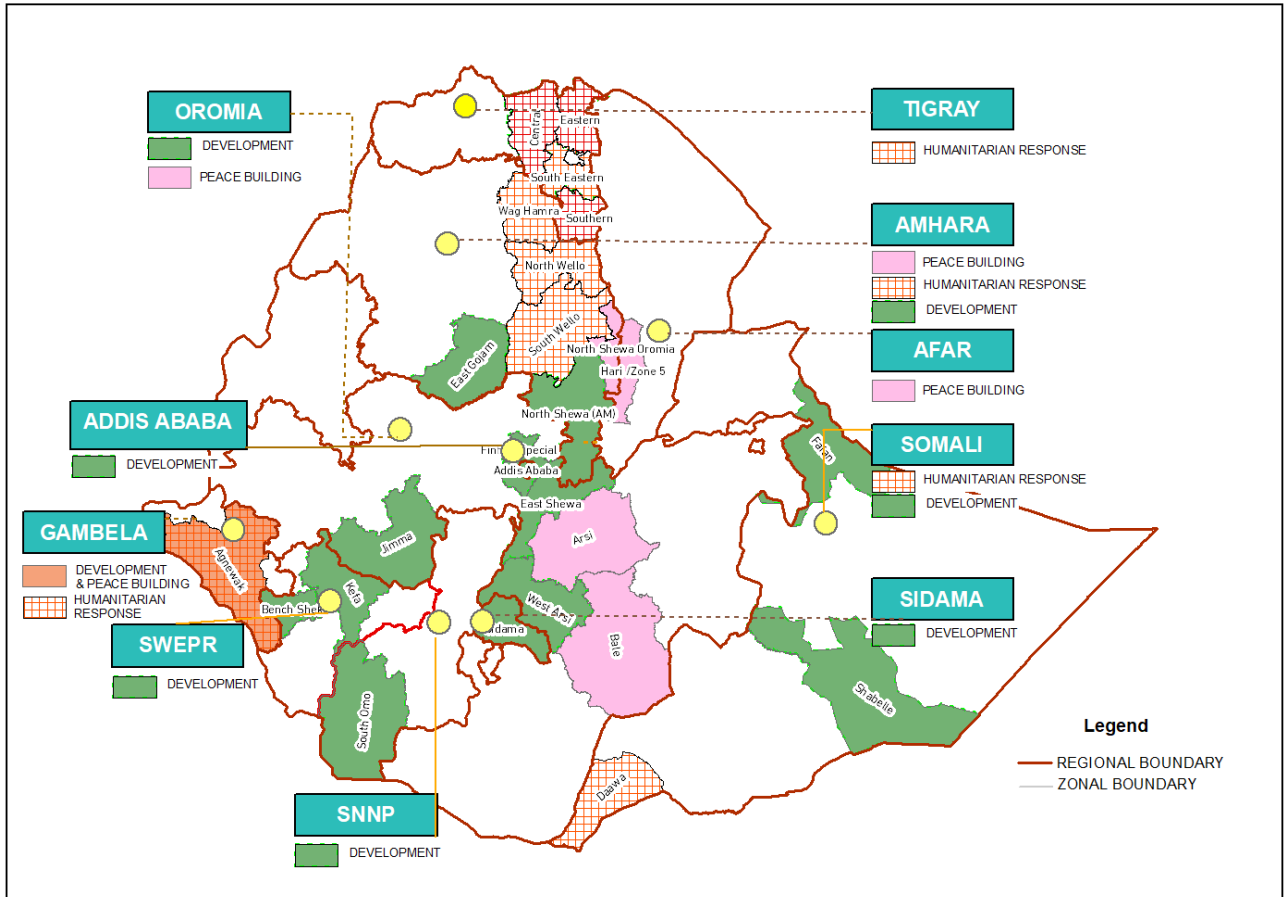 OROMIA
DEVELOPMENT
PEACE BUILDING
TIGRAY
HUMANITARIAN RESPONSE
AMHARA
PEACE BUILDING
HUMANITARIAN RESPONSE
DEVELOPMENT
AFAR
PEACE BUILDING
ADDIS ABABA
DEVELOPMENT
SOMALI
HUMANITARIAN RESPONSE
DEVELOPMENT
GAMBELA
DEVELOPMENT
& PEACE BUILDING
HUMANITARIAN
RESPONSE
SIDAMA
DEVELOPMENT
SWEPR
DEVELOPMENT
SNNP
DEVELOPMENT
Central
Eastern
South Eastern
Wag Hamra
Southern
North Wello
South Wello
North Shewa Oromia
Hari /Zone 5
East Gojam
North Shewa (AM)
Addis Ababa
East Shewa
Arsi
Jimma
Agnewak
Kefa
West Arsi
Bale
South Omo
Shabelle
Daawa
Legend
REGIONAL BOUNDARY
ZONAL BOUNDARY